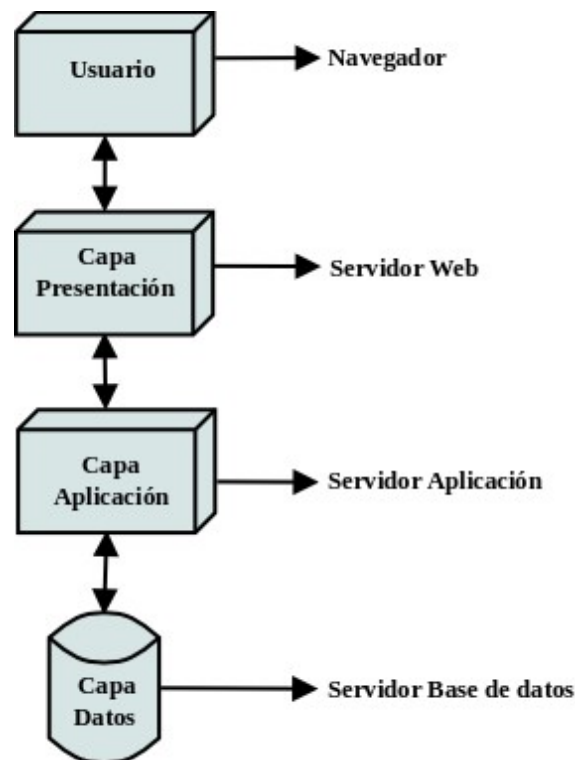 Usuario
Navegador
Capa
Presentación
Servidor Web
Capa
Aplicación
Servidor Aplicación
Capa
Datos
Servidor Base de datos